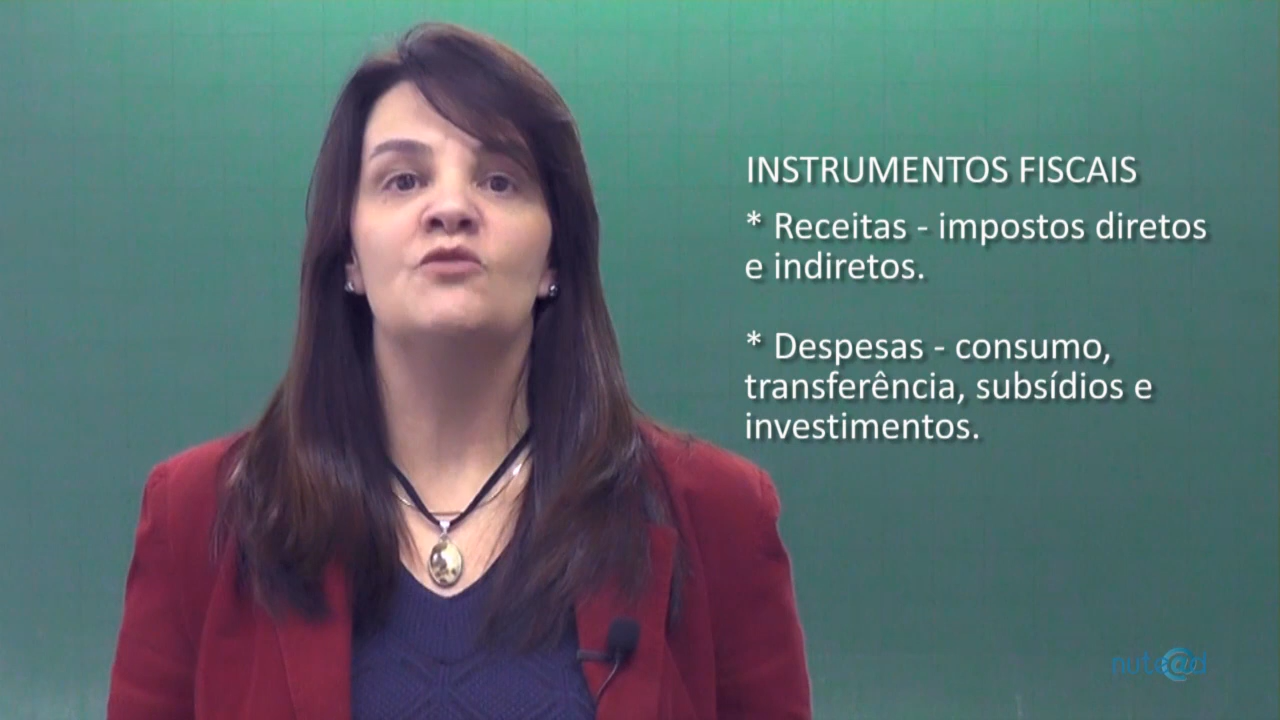 INSTRUMENTOS FISCAIS
* Receitas - impostos diretos
e indiretos.
* Despesas - consumo,
transferência, subsídios e
investimentos.
nute@d